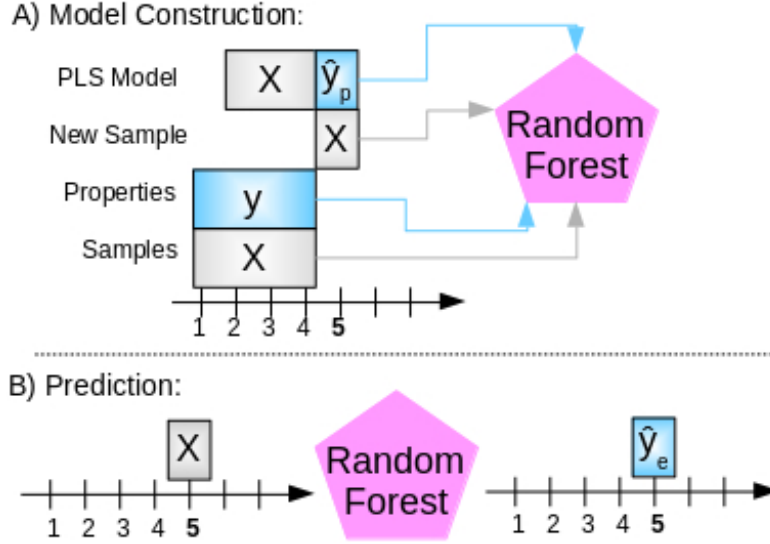 A) Model Construction:
PLS Model
X
ŷp
New Sample
X
Random
Forest
Properties
y
Samples
X
1 2 3 4 5
B) Prediction:
X
1 2 3 4 5
Random
Forest
ŷe
1 2 3 4 5